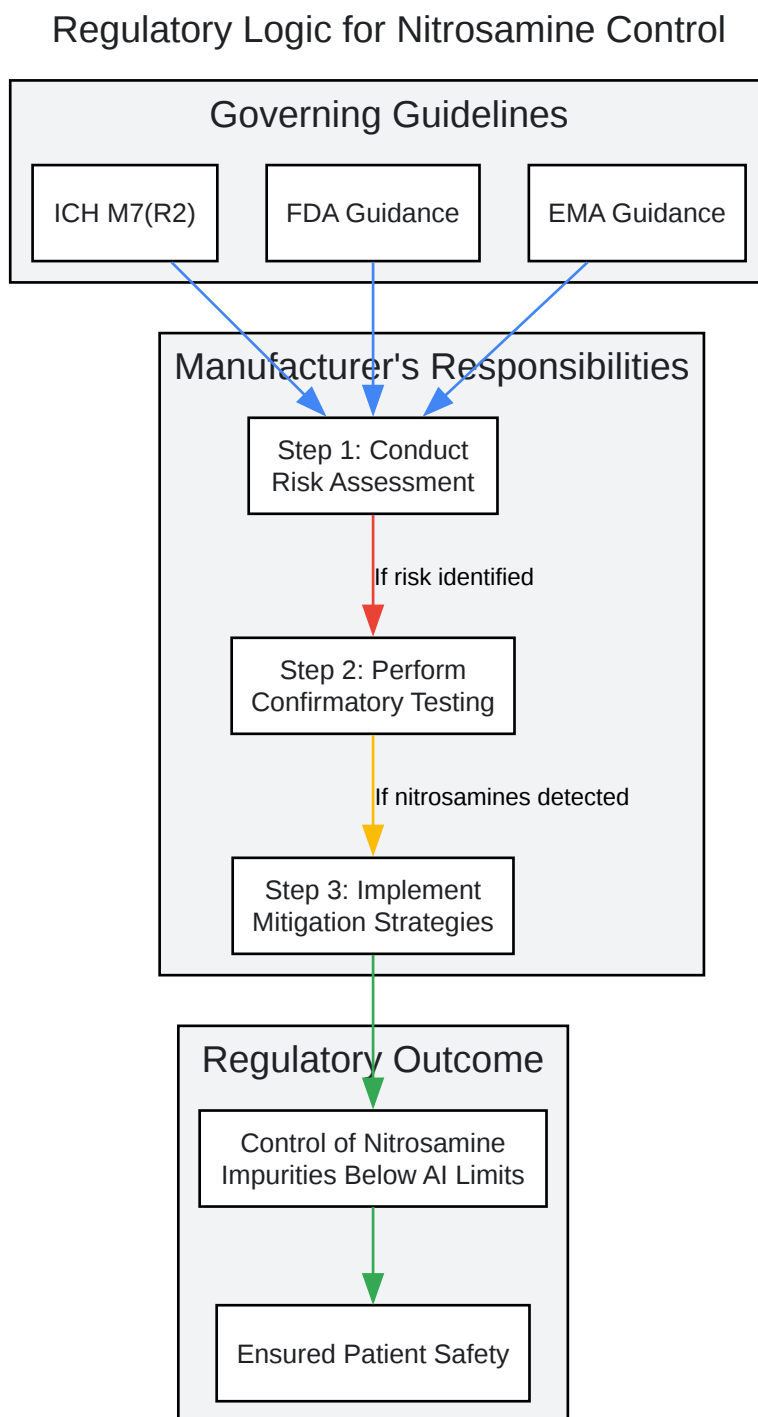 Regulatory Logic for Nitrosamine Control
Governing Guidelines
ICH M7(R2)
FDA Guidance
EMA Guidance
Manufacturer's Responsibilities
Step 1: Conduct
Risk Assessment
If risk identified
Step 2: Perform
Confirmatory Testing
If nitrosamines detected
Step 3: Implement
Mitigation Strategies
Regulatory Outcome
Control of Nitrosamine
Impurities Below AI Limits
Ensured Patient Safety